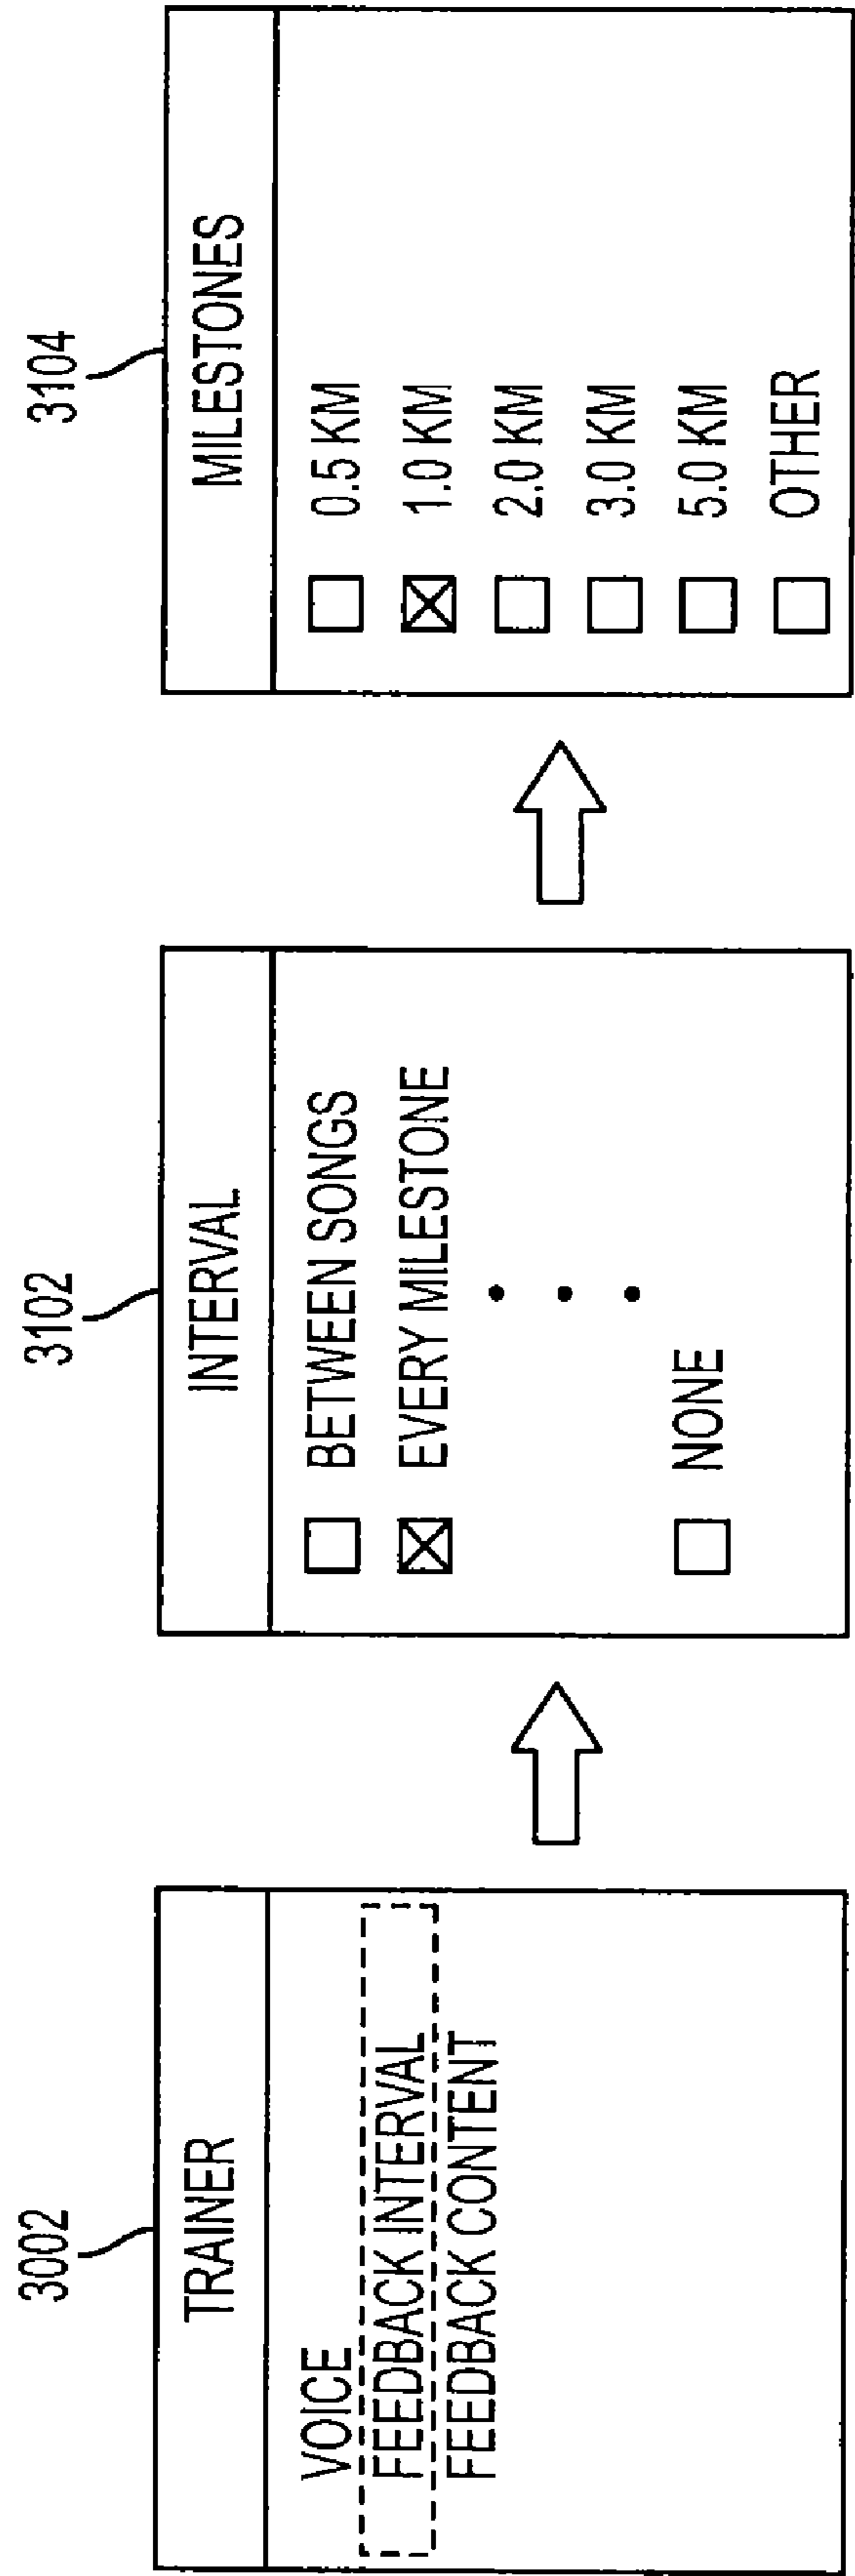 3002
TRAINER
VOICE
FEEDBACK INTERVAL
FEEDBACK CONTENT
3102
INTERVAL
BETWEEN SONGS
EVERY MILESTONE
NONE
3104
MILESTONES
0.5 KM
1.0 KM
2.0 KM
3.0 KM
5.0 KM
OTHER